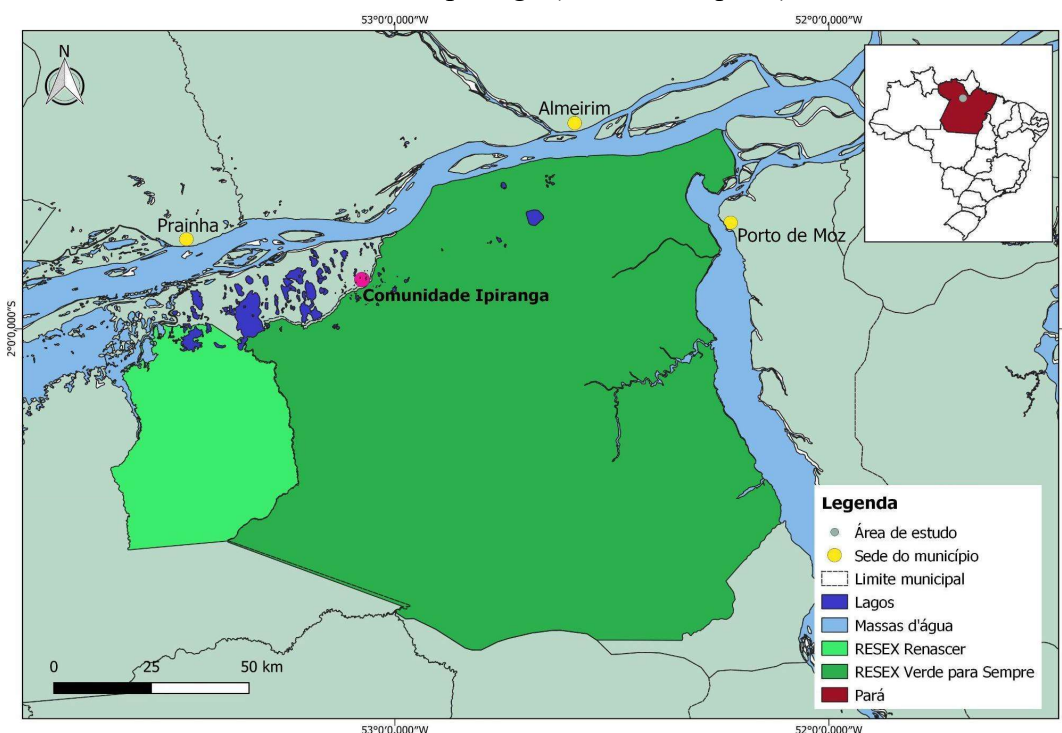 53°0'0,000"W
52°0'0,000"W
N
Almeirim
Prainha
Porto de Moz
Comunidade Ipiranga
2°0'0,000"S
Legenda
Área de estudo
Sede do município
Limite municipal
Lagos
Massas d'água
RESEX Renascer
RESEX Verde para Sempre
Pará
0 25 50 km
53°0'0,000"W
52°0'0,000"W